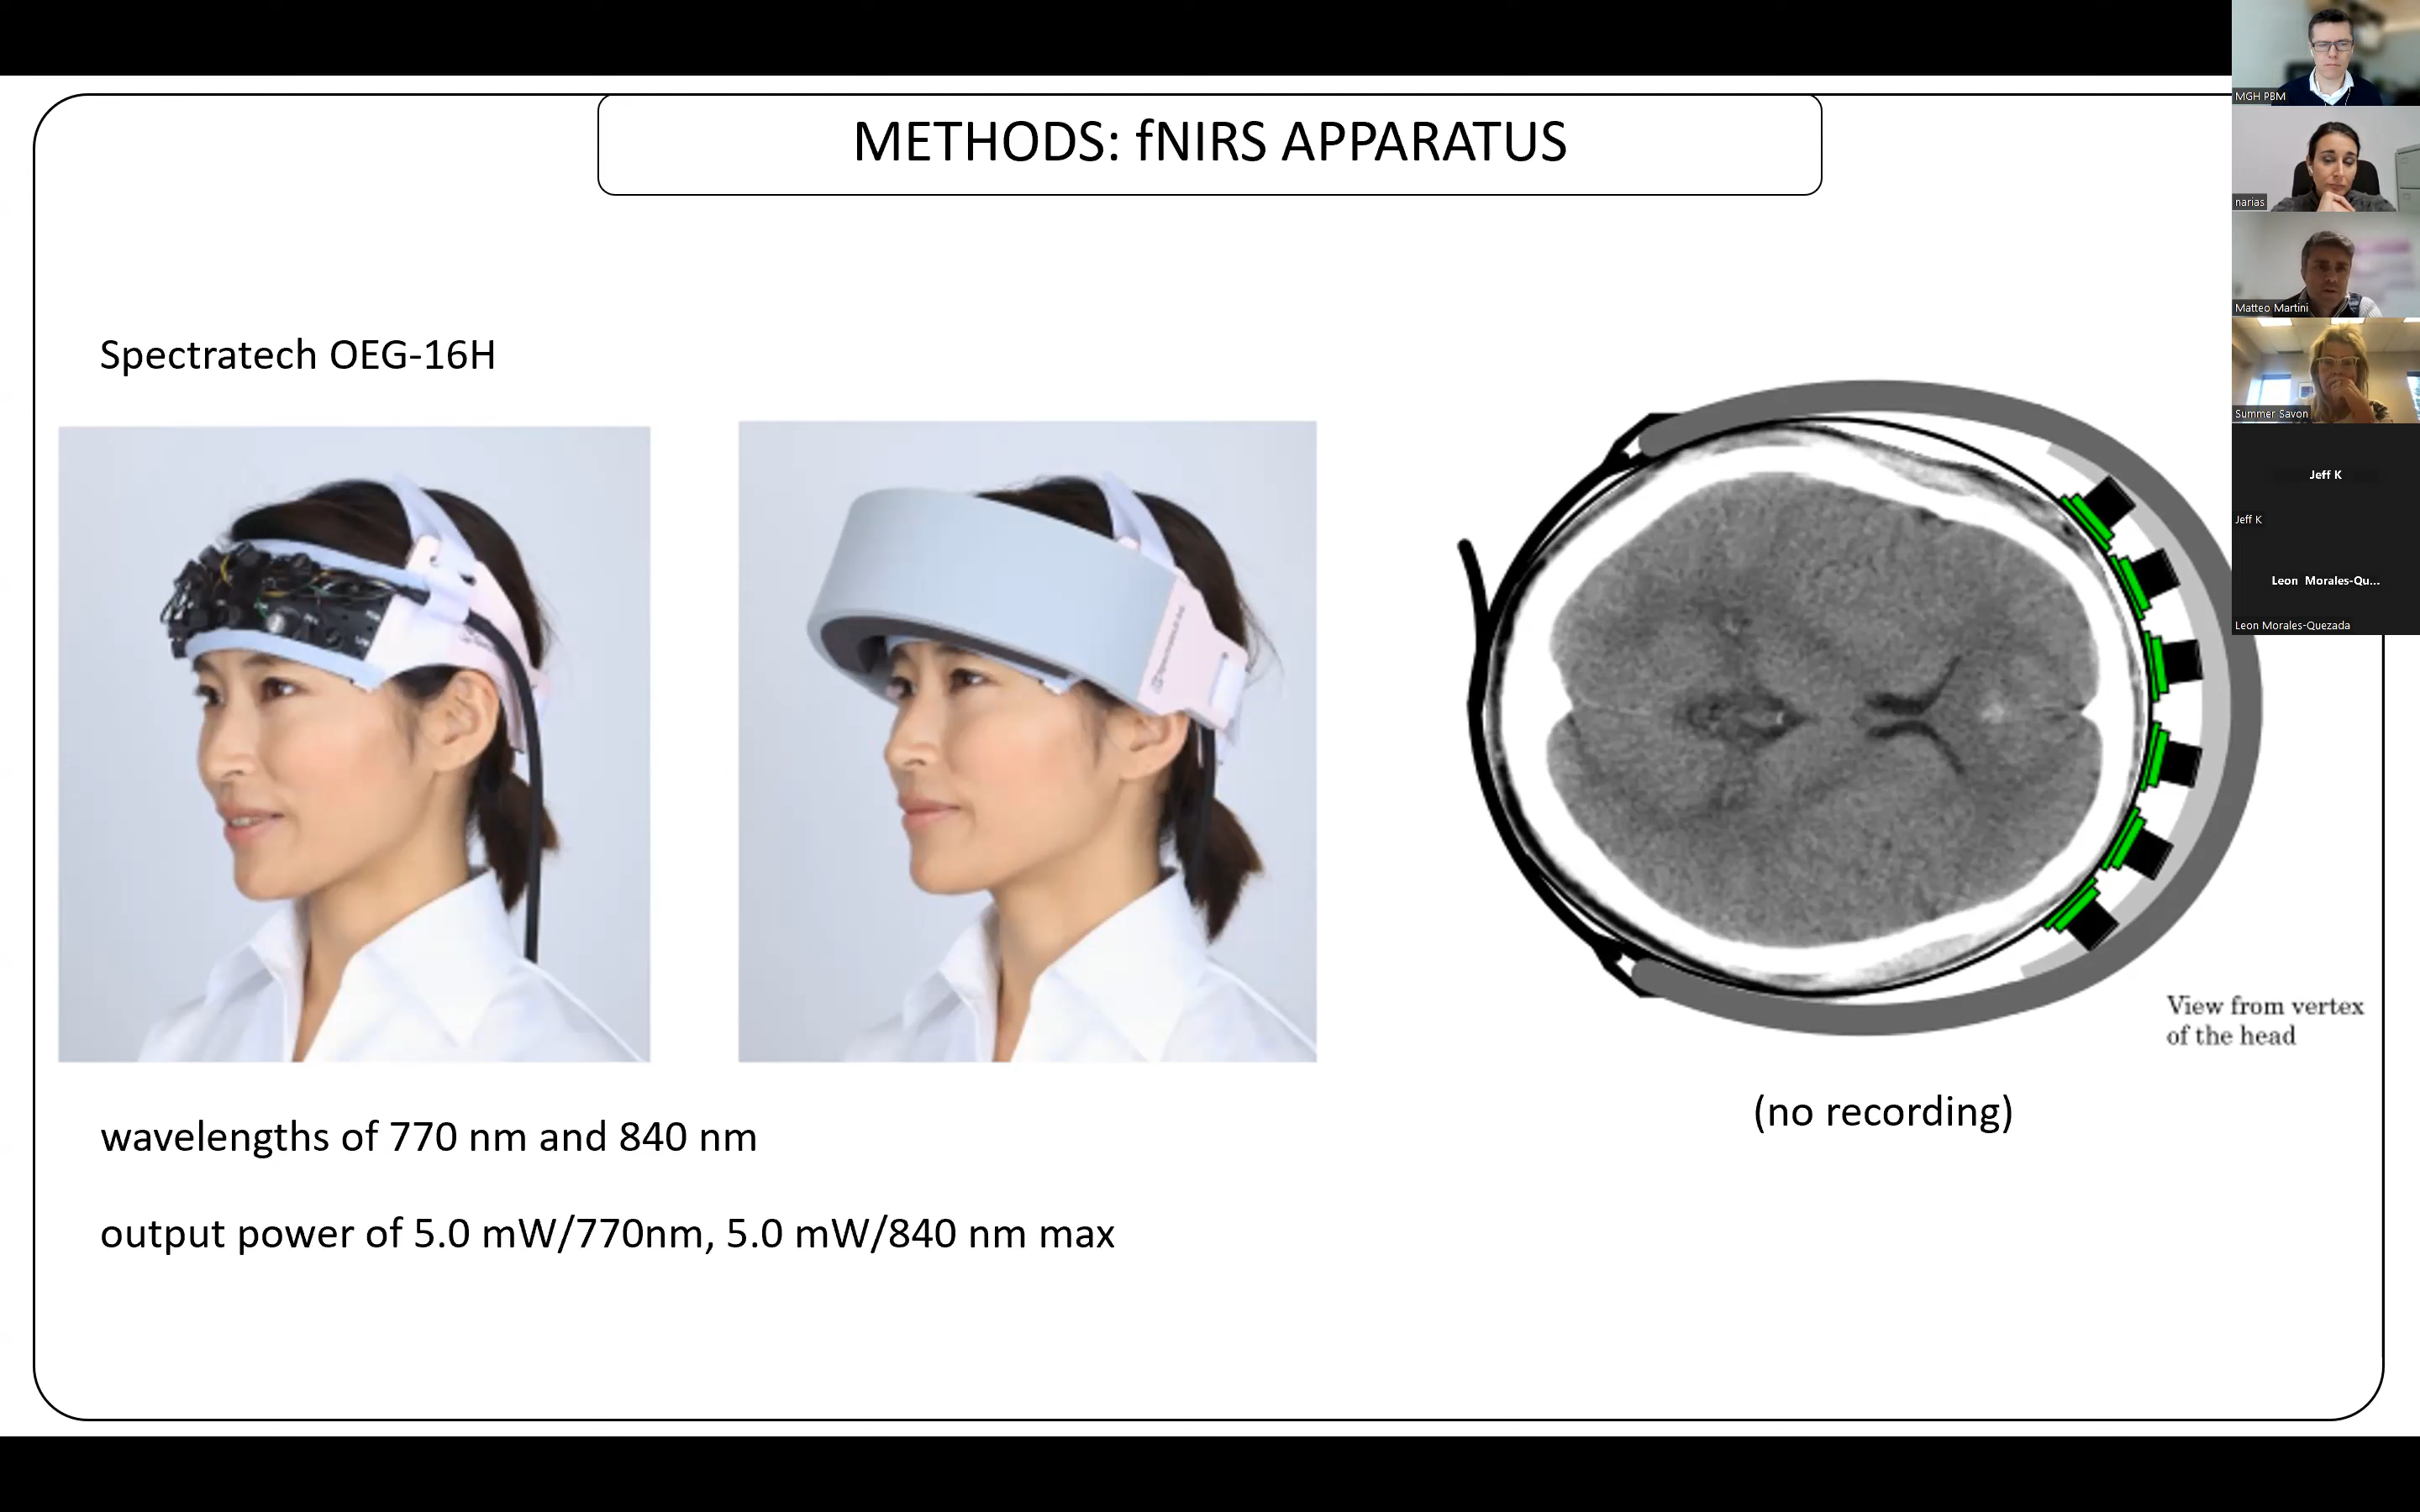 METHODS: fNIRS APPARATUS
Spectratech OEG-16H
View from vertex
of the head
(no recording)
wavelengths of 770 nm and 840 nm
output power of 5.0 mW/770nm, 5.0 mW/840 nm max
MGH PBM
narias
Matteo Martini
Summer Savon
Jeff K
Jeff K
Leon Morales-Qu...
Leon Morales-Quezada